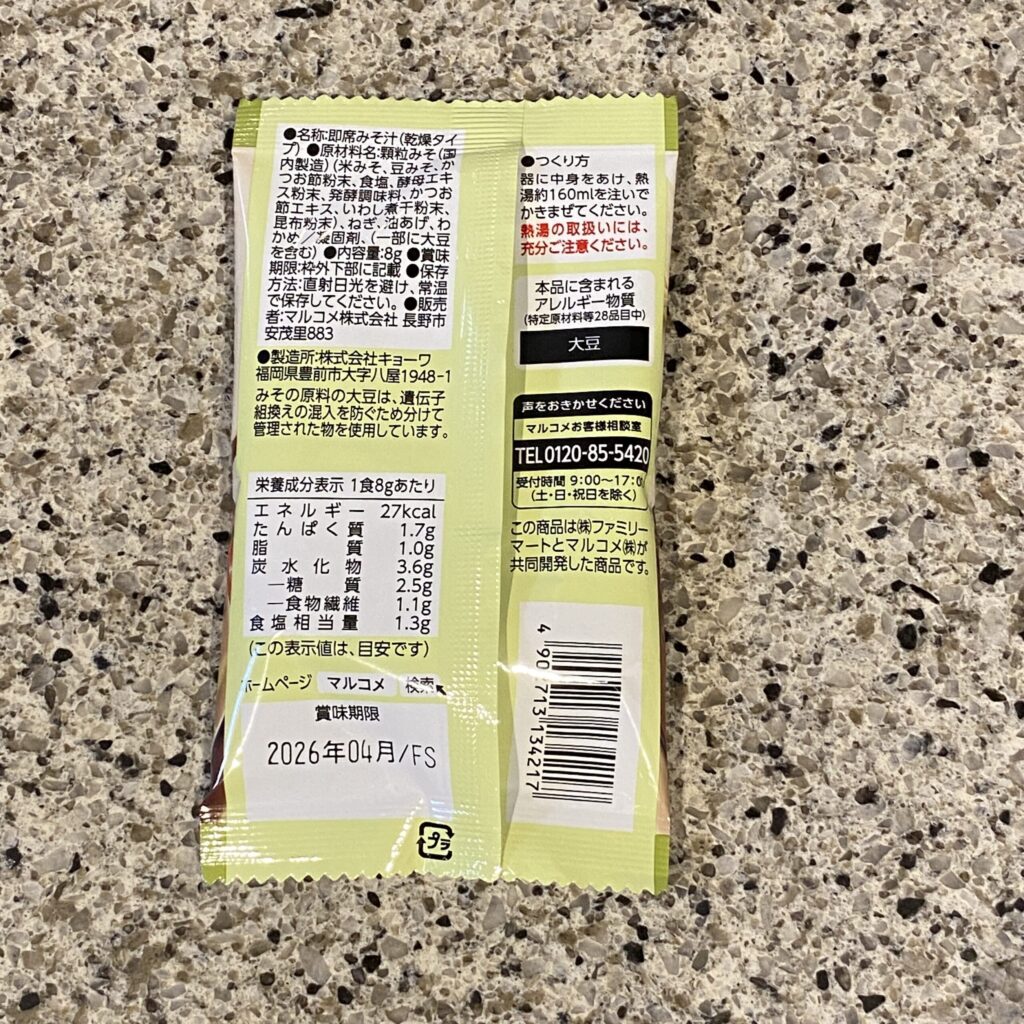 ●名称:即席みそ汁(乾燥タイ
プ) ●原材料名:顆粒みそ(国
内製造)(米みそ、豆みそ、か
つお節粉末、食塩、酵母エキ
ス粉末、発酵調味料、かつお
節エキス、いわし煮干粉末、
昆布粉末)、ねぎ、油あげ、わ
かめ/凝固剤、(一部に大豆
を含む) ●内容量:8g ●賞味
期限:枠外下部に記載 ●保存
方法:直射日光を避け、常温
で保存してください。 ●販売
者:マルコメ株式会社 長野市
安茂里883
●製造所:株式会社キョーワ
福岡県豊前市大字八屋1948-1
みその原料の大豆は、遺伝子
組換えの混入を防ぐため分けて
管理された物を使用しています。
栄養成分表示 1食8gあたり
エネルギー 27kcal
たんぱく質 1.7g
脂質 1.0g
炭水化物 3.6g
―糖質 2.5g
―食物繊維 1.1g
食塩相当量 1.3g
(この表示値は、目安です)
ホームページ マルコメ 検索
賞味期限
2026年04月/FS
プラ
●つくり方
器に中身をあけ、熱
湯約160mlを注いで
かきまぜてください。
熱湯の取扱いには、
充分ご注意ください。
本品に含まれる
アレルギー物質
(特定原材料等28品目中)
大豆
声をおきかせください
マルコメお客様相談室
TEL0120-85-5420
受付時間 9:00〜17:00
(土・日・祝日を除く)
この商品は㈱ファミリー
マートとマルコメ㈱が
共同開発した商品です。
4 901713 134217